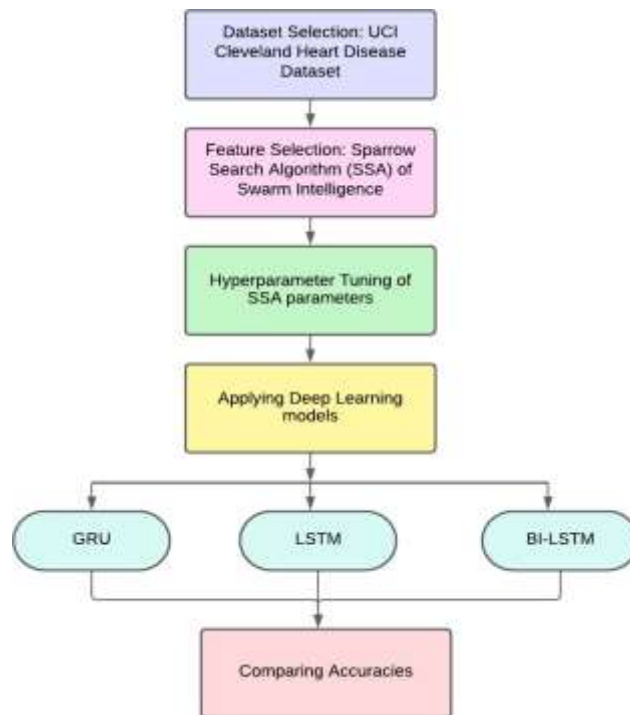 Dataset Selection: UCI
Cleveland Heart Disease
Dataset
Feature Selection: Sparrow
Search Algorithm (SSA) of
Swarm Intelligence
Hyperparameter Tuning of
SSA parameters
Applying Deep Learning
models
GRU
LSTM
BI-LSTM
Comparing Accuracies